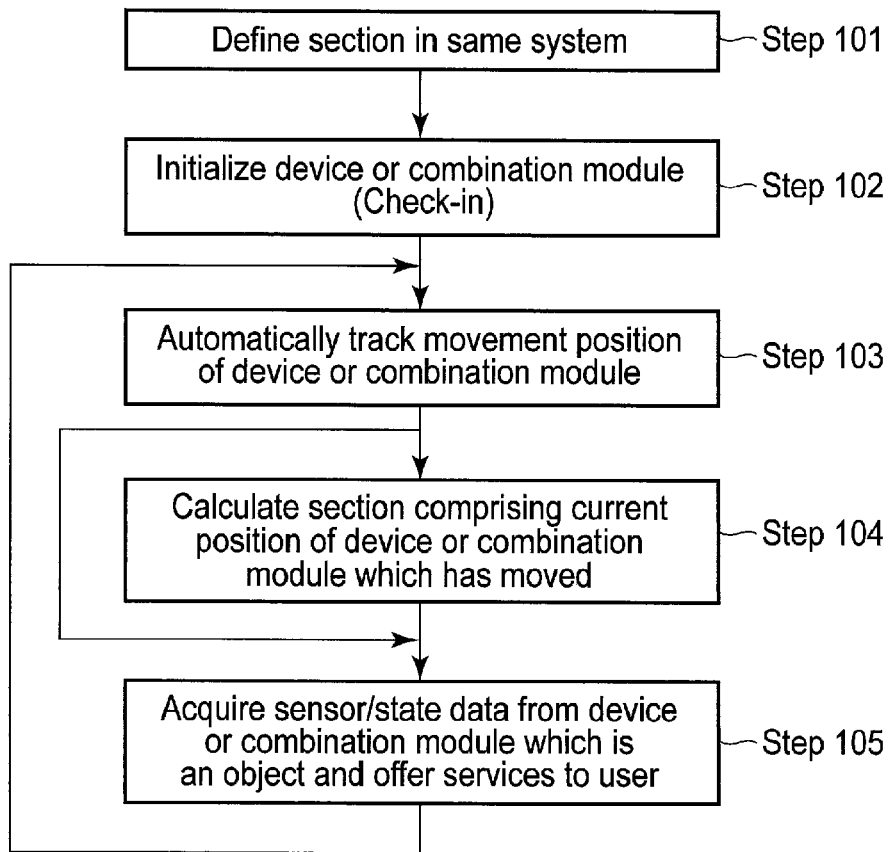 Define section in same system
Step 101
Initialize device or combination module
(Check-in)
Step 102
Automatically track movement position
of device or combination module
Step 103
Calculate section comprising current
position of device or combination
module which has moved
Step 104
Acquire sensor/state data from device
or combination module which is
an object and offer services to user
Step 105